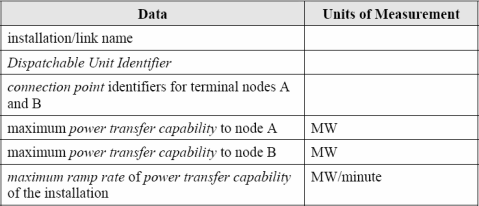 Data Units of Measurement
installation/link name
Dispatchable Unit Identifier
connection point identifiers for terminal nodes A
and B
maximum power transfer capability to node A MW
maximum power transfer capability to node B MW
maximum ramp rate of power transfer capability MW/minute
of the installation